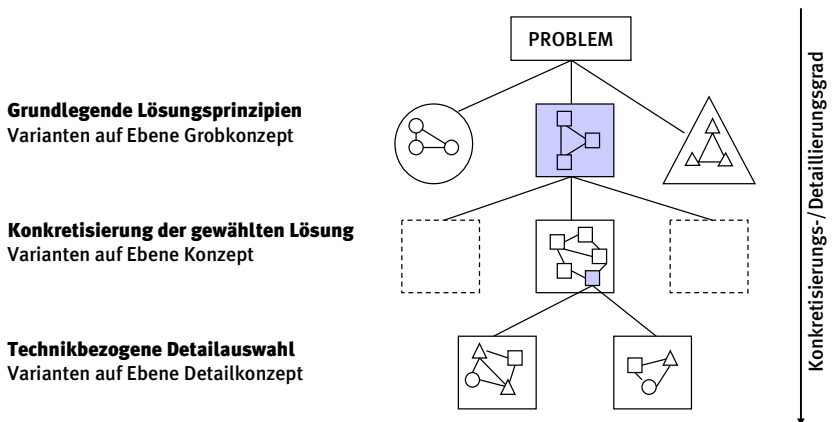 PROBLEM
Grundlegende Lösungsprinzipien
Varianten auf Ebene Grobkonzept
Konkretisierung der gewählten Lösung
Varianten auf Ebene Konzept
Technikbezogene Detailauswahl
Varianten auf Ebene Detailkonzept
Konkretisierungs-/Detaillierungsgrad